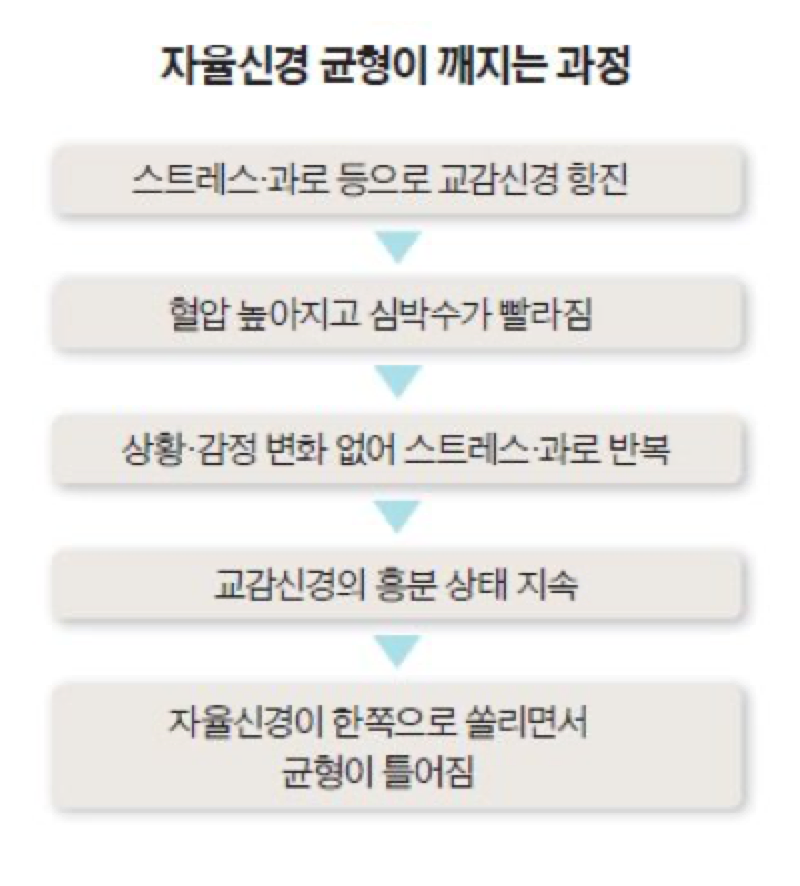 자율신경 균형이 깨지는 과정
스트레스·과로 등으로 교감신경 항진
혈압 높아지고 심박수가 빨라짐
상황·감정 변화 없어 스트레스·과로 반복
교감신경의 흥분 상태 지속
자율신경이 한쪽으로 쏠리면서
균형이 틀어짐